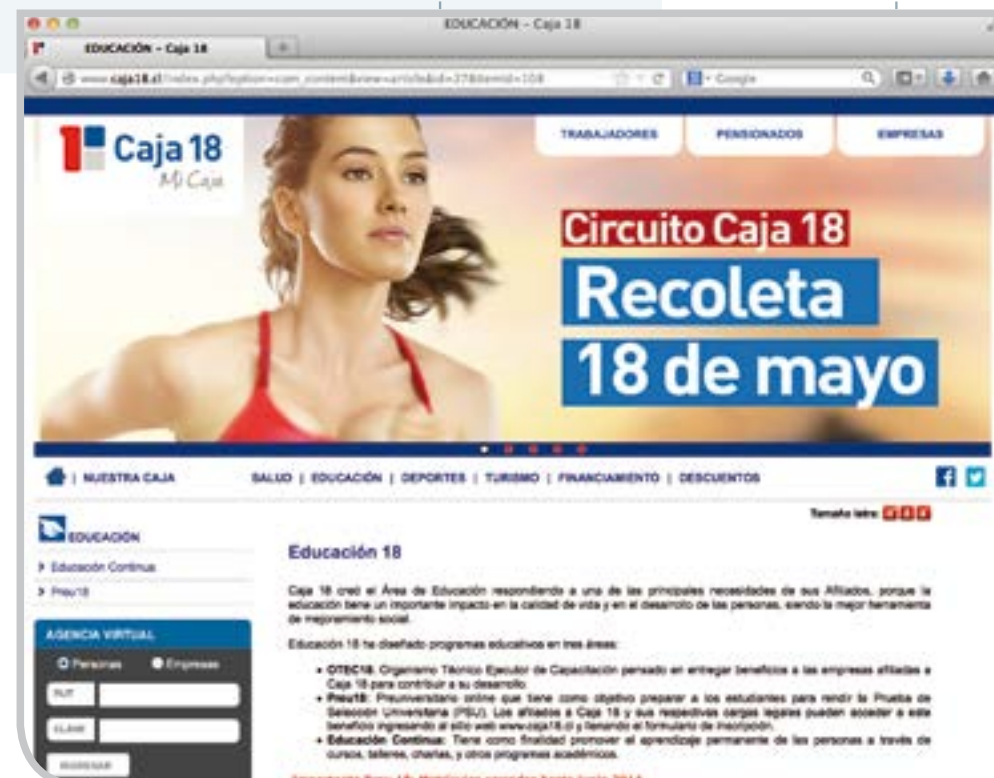 EDUCACIÓN – Caja 18
EDUCACIÓN – Caja 18
Google
Caja 18
Mi Caja
TRABAJADORES
PENSIONADOS
EMPRESAS
Circuito Caja 18
Recoleta
18 de mayo
| NUESTRA CAJA
SALUD | EDUCACIÓN | DEPORTES | TURISMO | FINANCIAMIENTO | DESCUENTOS
Tamaño letra:
EDUCACIÓN
Educación Continua
Preu18
AGENCIA VIRTUAL
Personas
Empresas
RUT
CLAVE
INGRESAR
Educación 18
Caja 18 creó el Área de Educación respondiendo a una de las principales necesidades de sus Afiliados, porque la
educación tiene un importante impacto en la calidad de vida y en el desarrollo de las personas, siendo la mejor herramienta
de mejoramiento social.
Educación 18 ha diseñado programas educativos en tres áreas:
• OTEC18: Organismo Técnico Ejecutor de Capacitación pensado en entregar beneficios a las empresas afiliadas a
Caja 18 para contribuir a su desarrollo.
• Preu18: Preuniversitario online que tiene como objetivo preparar a los estudiantes para rendir la Prueba de
Selección Universitaria (PSU). Los afiliados a Caja 18 y sus respectivas cargas legales pueden acceder a este
beneficio ingresando al sitio web www.caja18.cl y llenando el formulario de inscripción.
• Educación Continua: Tiene como finalidad promover el aprendizaje permanente de las personas a través de
cursos, talleres, charlas, y otros programas académicos.